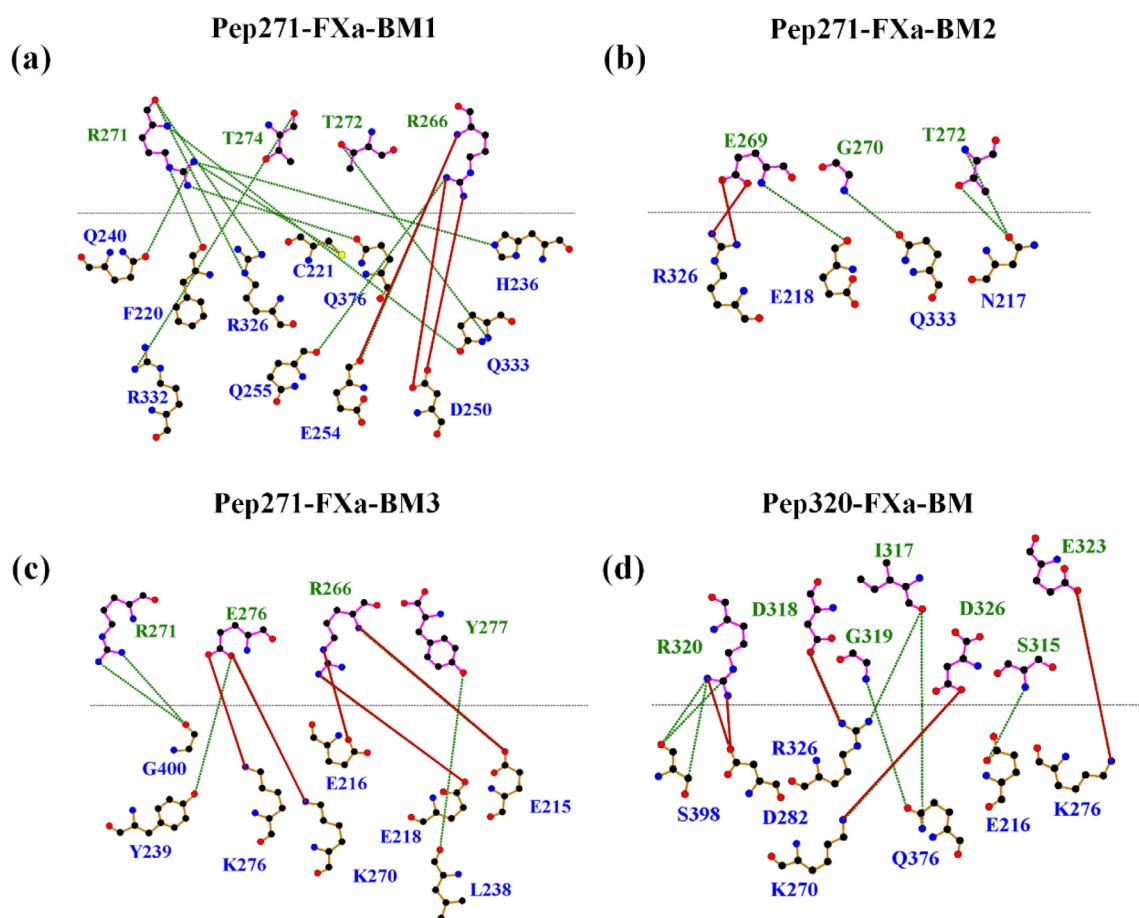 Pep271-FXa-BM1
(a)
R271
T274
T272
R266
Q240
F220
R326
C221
Q376
H236
R332
Q255
E254
D250
Q333
Pep271-FXa-BM2
(b)
E269
G270
T272
R326
E218
Q333
N217
Pep271-FXa-BM3
(c)
R271
E276
R266
Y277
G400
Y239
K276
E216
K270
E218
L238
E215
Pep320-FXa-BM
(d)
I317
E323
D318
D326
R320
G319
S315
S398
D282
R326
K270
Q376
E216
K276